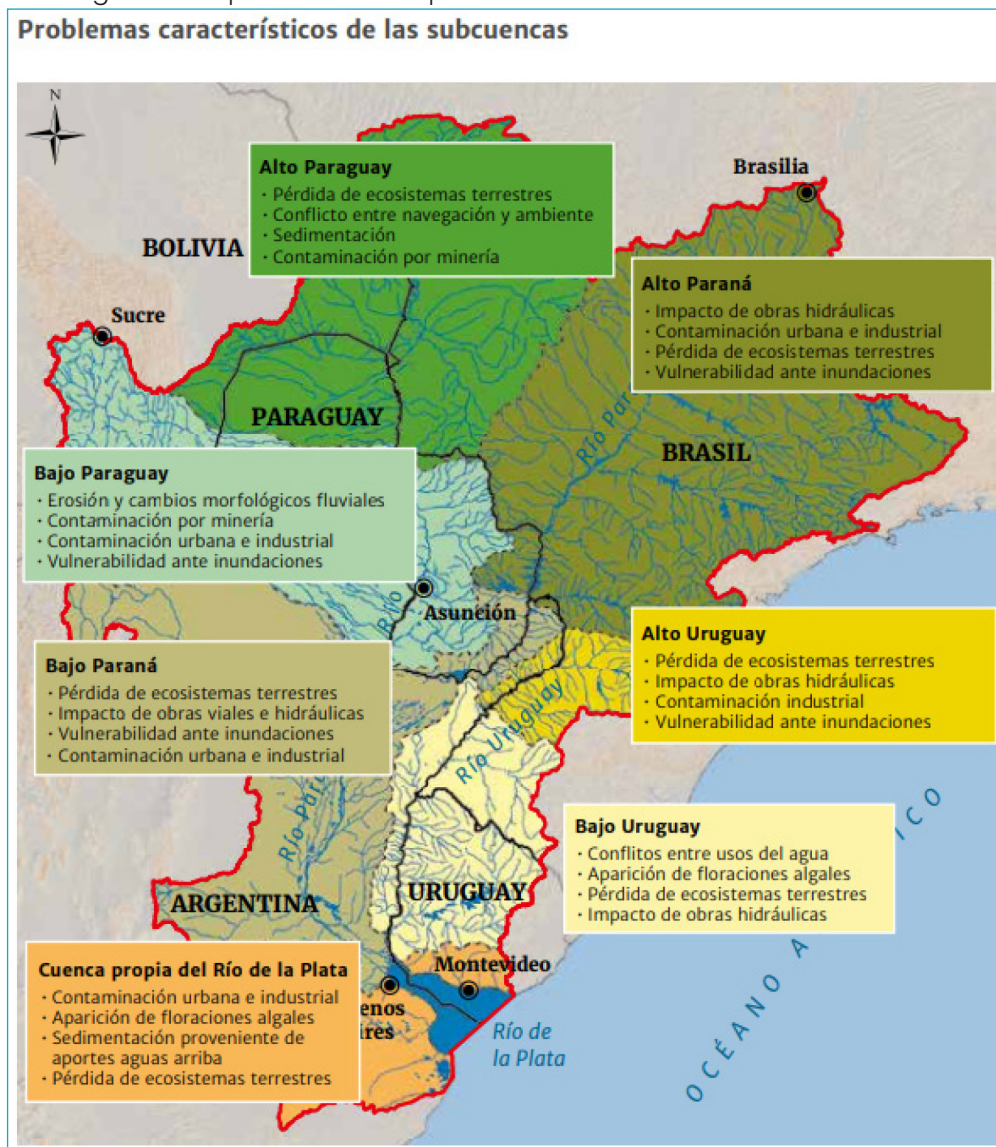 Problemas característicos de las subcuencas
N
Alto Paraguay
· Pérdida de ecosistemas terrestres
· Conflicto entre navegación y ambiente
· Sedimentación
· Contaminación por minería
Brasilia
BOLIVIA
Alto Paraná
· Impacto de obras hidráulicas
· Contaminación urbana e industrial
· Pérdida de ecosistemas terrestres
· Vulnerabilidad ante inundaciones
Sucre
PARAGUAY
Río Par
BRASIL
Bajo Paraguay
· Erosión y cambios morfológicos fluviales
· Contaminación por minería
· Contaminación urbana e industrial
· Vulnerabilidad ante inundaciones
Río
Asunción
Alto Uruguay
· Pérdida de ecosistemas terrestres
· Impacto de obras hidráulicas
· Contaminación industrial
· Vulnerabilidad ante inundaciones
Bajo Paraná
· Pérdida de ecosistemas terrestres
· Impacto de obras viales e hidráulicas
· Vulnerabilidad ante inundaciones
· Contaminación urbana e industrial
Río Uruguay
Río Par
Bajo Uruguay
· Conflitos entre usos del agua
· Aparición de floraciones algales
· Pérdida de ecosistemas terrestres
· Impacto de obras hidráulicas
OCÉANO A
ICO
ARGENTINA
URUGUAY
Cuenca propia del Río de la Plata
· Contaminación urbana e industrial
· Aparición de floraciones algales
· Sedimentación proveniente de
aportes aguas arriba
· Pérdida de ecosistemas terrestres
Montevideo
enos
ires
Río de
la Plata